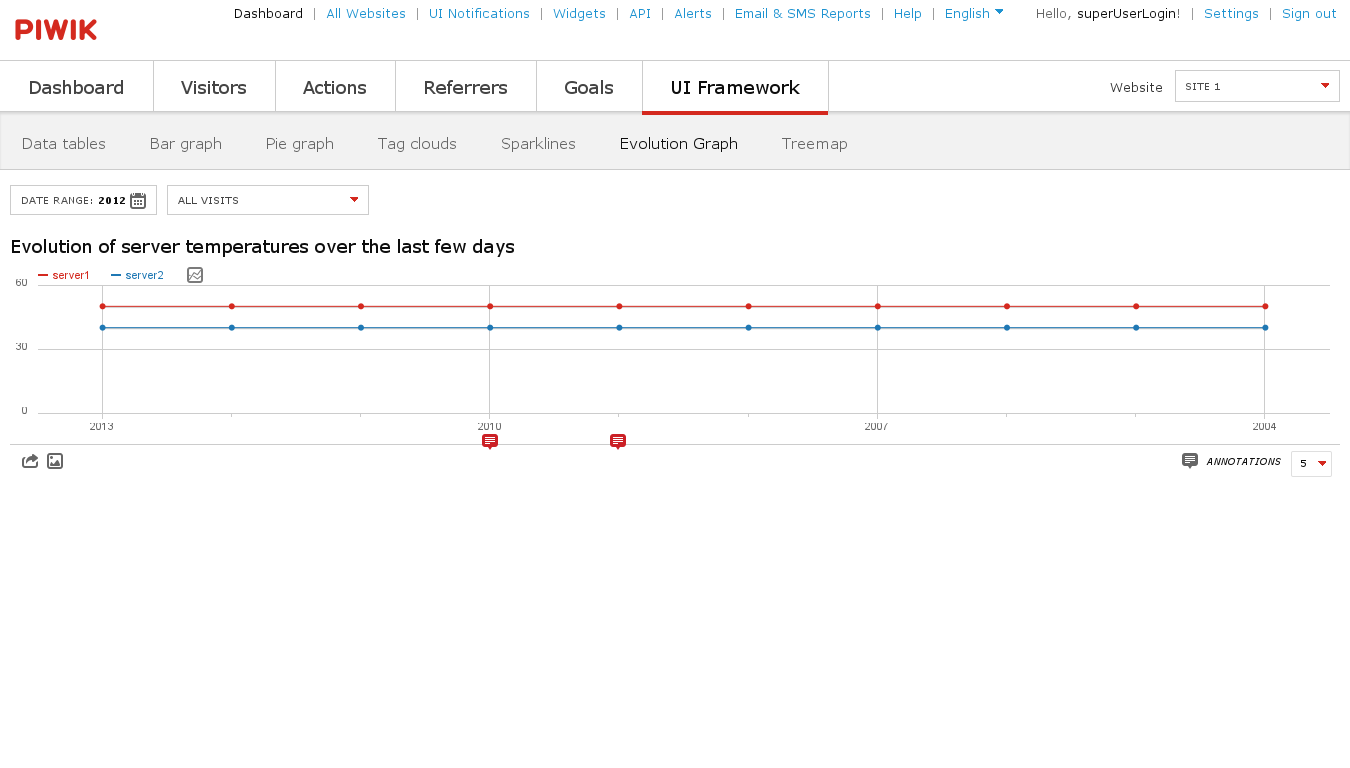 PIWIK
Dashboard | All Websites | UI Notifications | Widgets | API | Alerts | Email & SMS Reports | Help | English Hello, superUserLogin! | Settings | Sign out
Dashboard Visitors Actions Referrers Goals UI Framework Website SITE 1
Data tables Bar graph Pie graph Tag clouds Sparklines Evolution Graph Treemap
DATE RANGE: 2012 ALL VISITS
Evolution of server temperatures over the last few days
server1 server2
60
30
0
2013 2010 2007 2004
ANNOTATIONS 5